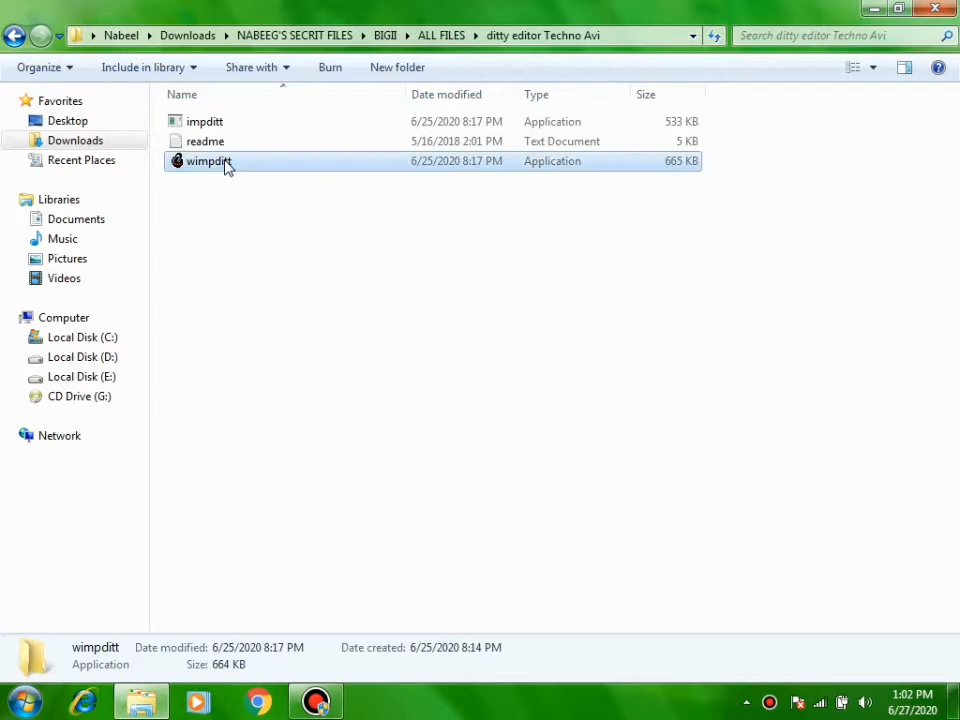 Nabeel Downloads NABEEG'S SECRIT FILES BIGII ALL FILES ditty editor Techno Avi Search ditty editor Techno Avi
Organize Include in library Share with Burn New folder
Name Date modified Type Size
Favorites
Desktop
Downloads
Recent Places
Libraries
Documents
Music
Pictures
Videos
Computer
Local Disk (C:)
Local Disk (D:)
Local Disk (E:)
CD Drive (G:)
Network
impditt 6/25/2020 8:17 PM Application 533 KB
readme 5/16/2018 2:01 PM Text Document 5 KB
wimpditt 6/25/2020 8:17 PM Application 665 KB
wimpditt Date modified: 6/25/2020 8:17 PM Date created: 6/25/2020 8:14 PM
Application Size: 664 KB
1:02 PM
6/27/2020